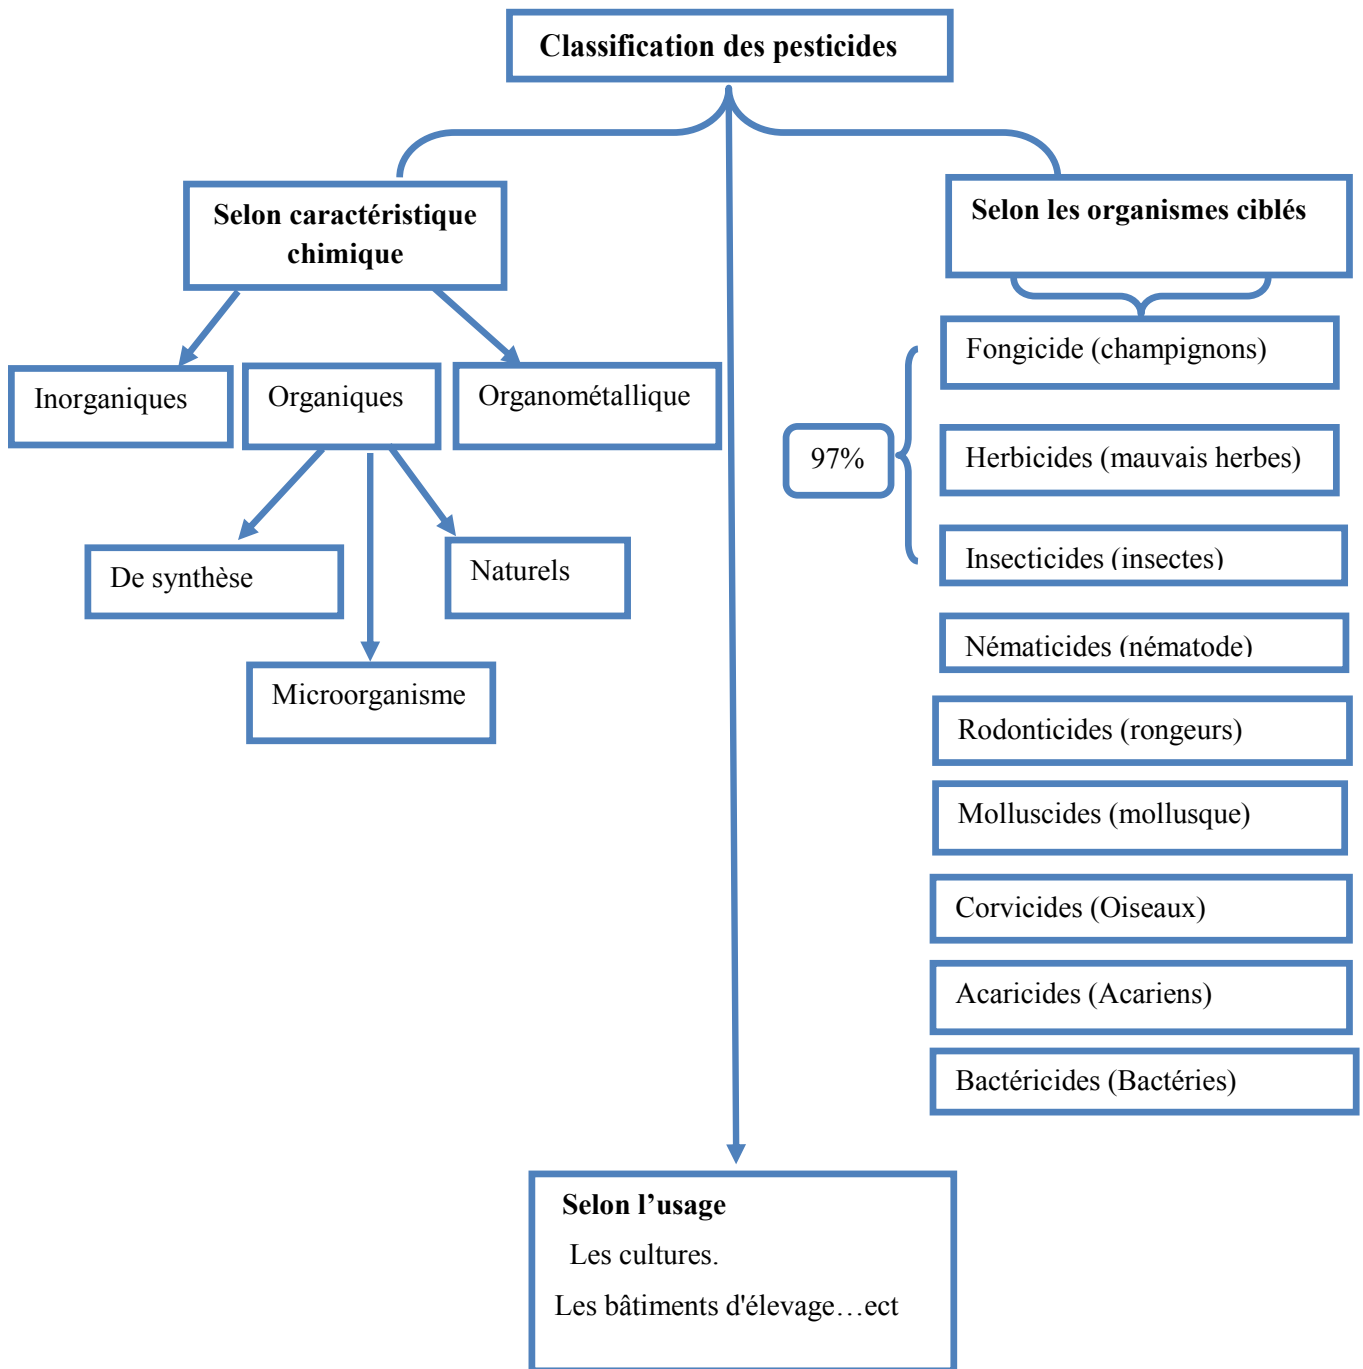 Classification des pesticides
Selon caractéristique
chimique
Selon les organismes ciblés
Inorganiques
Organiques
Organométallique
De synthèse
Naturels
Microorganisme
97%
Fongicide (champignons)
Herbicides (mauvais herbes)
Insecticides (insectes)
Nématicides (nématode)
Rodonticides (rongeurs)
Molluscides (mollusque)
Corvicides (Oiseaux)
Acaricides (Acariens)
Bactéricides (Bactéries)
Selon l’usage
Les cultures.
Les bâtiments d'élevage…ect